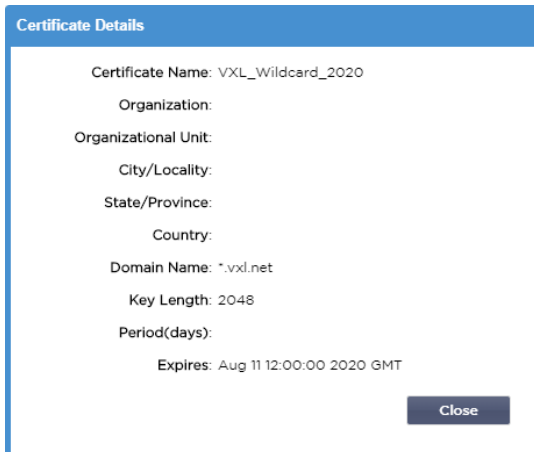 Certificate Details
Certificate Name: VXL_Wildcard_2020
Organization:
Organizational Unit:
City/Locality:
State/Province:
Country:
Domain Name: *.vxl.net
Key Length: 2048
Period(days):
Expires: Aug 11 12:00:00 2020 GMT
Close